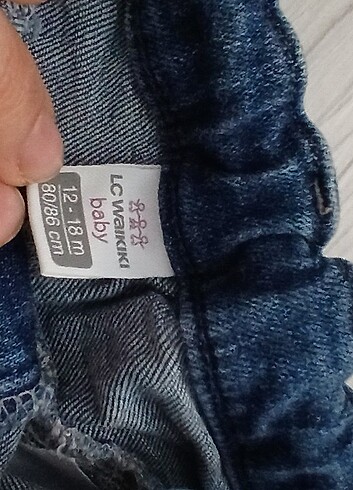 LC WAIKIKI
baby
12 - 18 m
80/86 cm